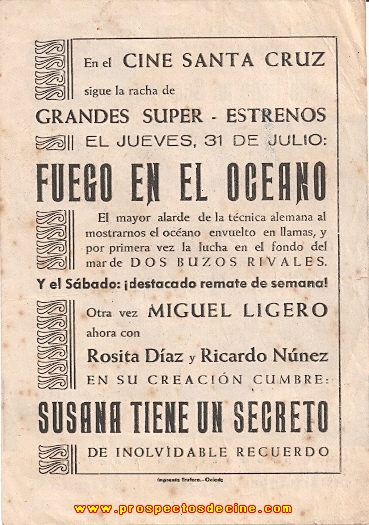 En el CINE SANTA CRUZ
sigue la racha de
GRANDES SUPER - ESTRENOS
EL JUEVES, 31 DE JULIO:
FUEGO EN EL OCEANO
El mayor alarde de la técnica alemana al
mostrarnos el océano envuelto en llamas, y
por primera vez la lucha en el fondo del
mar de DOS BUZOS RIVALES.
Y el Sábado: ¡destacado remate de semana!
Otra vez MIGUEL LIGERO
ahora con
Rosita Díaz y Ricardo Núnez
EN SU CREACIÓN CUMBRE:
SUSANA TIENE UN SECRETO
DE INOLVIDABLE RECUERDO
Imprenta Trufero.-Oviedo
www.prospectosdecine.com